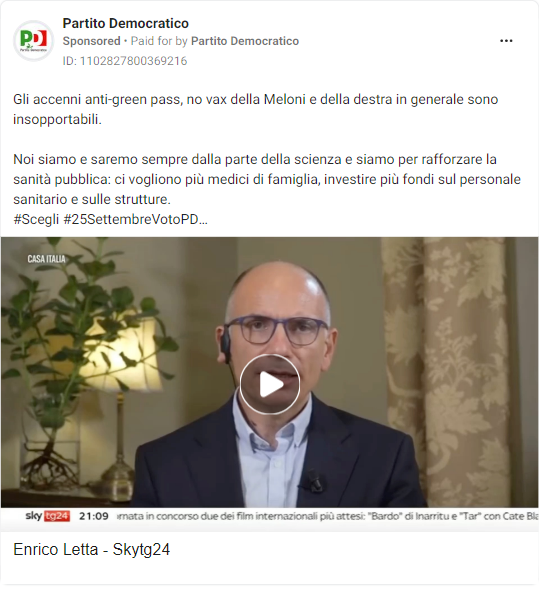 Partito Democratico
Sponsored • Paid for by Partito Democratico
ID: 1102827800369216
Gli accenni anti-green pass, no vax della Meloni e della destra in generale sono
insopportabili.
Noi siamo e saremo sempre dalla parte della scienza e siamo per rafforzare la
sanità pubblica: ci vogliono più medici di famiglia, investire più fondi sul personale
sanitario e sulle strutture.
#Scegli #25SettembreVotoPD...
CASA ITALIA
sky tg24 21:09 ornata in concorso due dei film internazionali più attesi: "Bardo" di Inarritu e "Tar" con Cate Bla
Enrico Letta - Skytg24